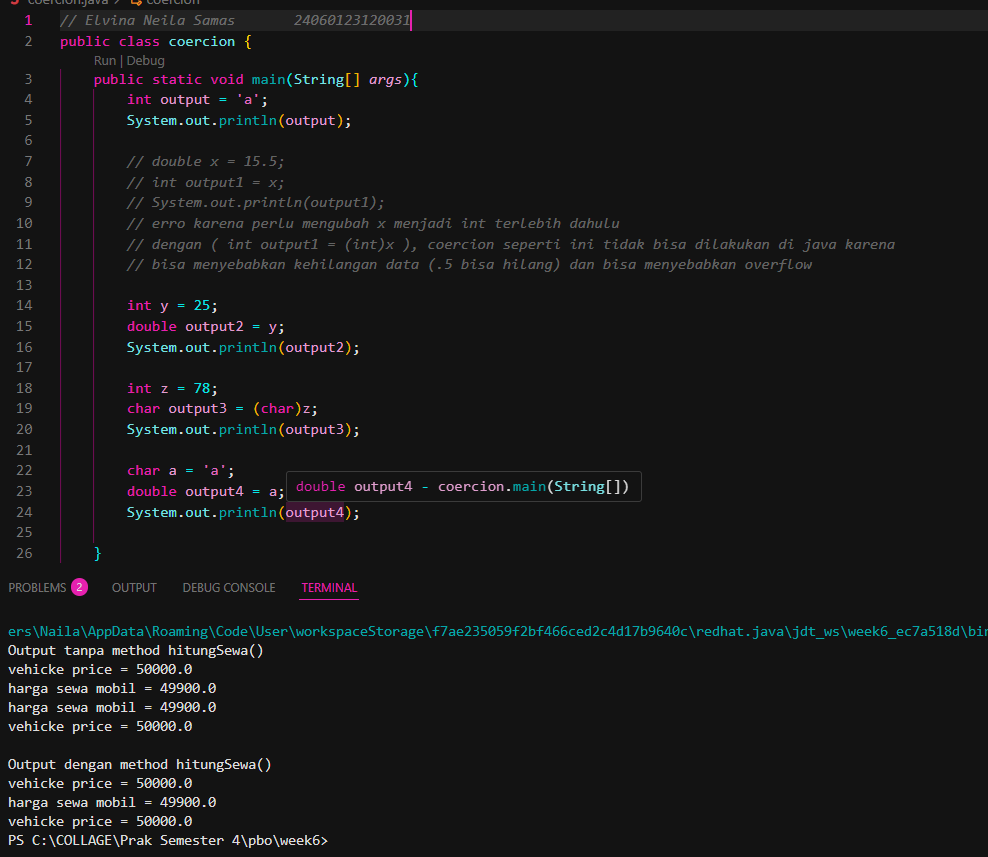 coercion.java > coercion
1 // Elvina Neila Samas 24060123120031
2 public class coercion {
Run | Debug
3 public static void main(String[] args){
4 int output = 'a';
5 System.out.println(output);
6
7 // double x = 15.5;
8 // int output1 = x;
9 // System.out.println(output1);
10 // erro karena perlu mengubah x menjadi int terlebih dahulu
11 // dengan ( int output1 = (int)x ), coercion seperti ini tidak bisa dilakukan di java karena
12 // bisa menyebabkan kehilangan data (.5 bisa hilang) dan bisa menyebabkan overflow
13
14 int y = 25;
15 double output2 = y;
16 System.out.println(output2);
17
18 int z = 78;
19 char output3 = (char)z;
20 System.out.println(output3);
21
22 char a = 'a';
23 double output4 = a; double output4 - coercion.main(String[])
24 System.out.println(output4);
25
26 }
PROBLEMS 2 OUTPUT DEBUG CONSOLE TERMINAL
ers\Naila\AppData\Roaming\Code\User\workspaceStorage\f7ae235059f2bf466ced2c4d17b9640c\redhat.java\jdt_ws\week6_ec7a518d\bin
Output tanpa method hitungSewa()
vehicke price = 50000.0
harga sewa mobil = 49900.0
harga sewa mobil = 49900.0
vehicke price = 50000.0
Output dengan method hitungSewa()
vehicke price = 50000.0
harga sewa mobil = 49900.0
vehicke price = 50000.0
PS C:\COLLAGE\Prak Semester 4\pbo\week6>